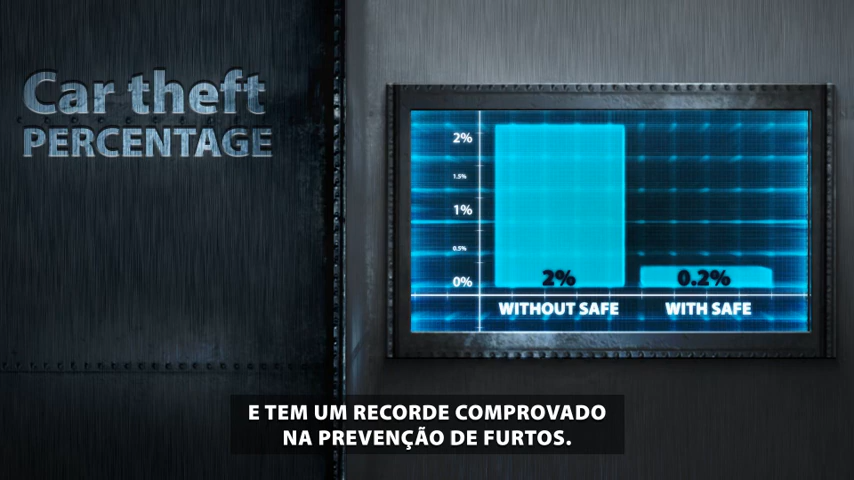 Car theft
PERCENTAGE
2%
1.5%
1%
0.5%
0%
2%
0.2%
WITHOUT SAFE
WITH SAFE
E TEM UM RECORDE COMPROVADO
NA PREVENÇÃO DE FURTOS.